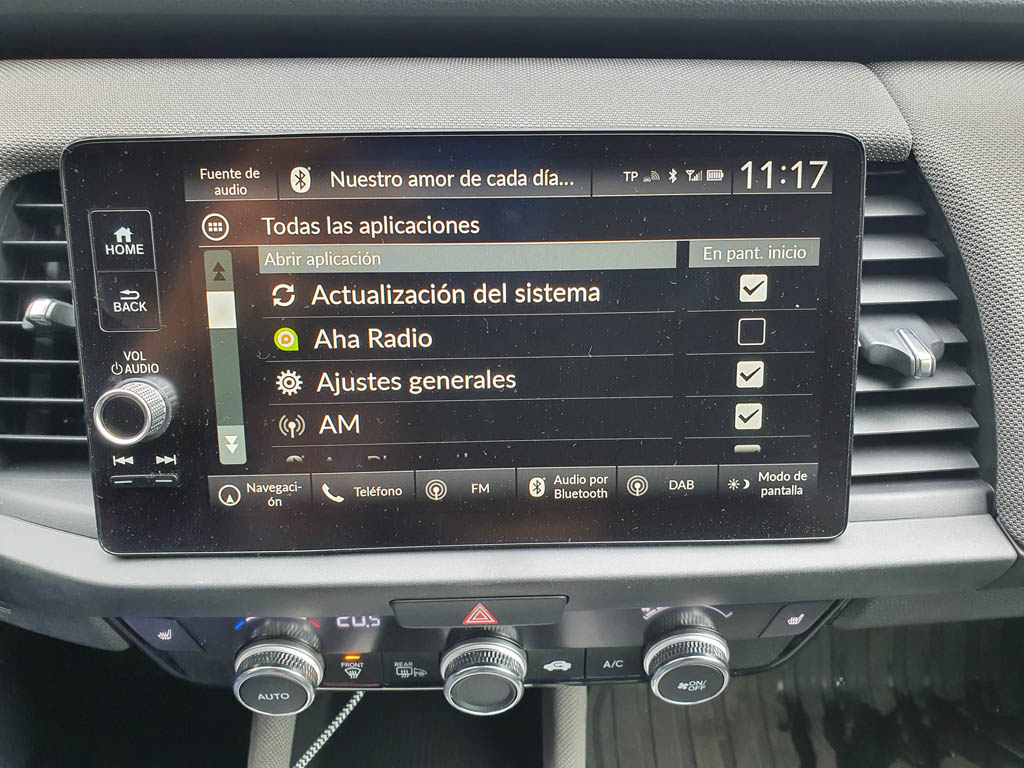 Fuente de
audio
Nuestro amor de cada día...
TP
11:17
HOME
BACK
VOL
AUDIO
Todas las aplicaciones
Abrir aplicación
En pant. inicio
Actualización del sistema
Aha Radio
Ajustes generales
AM
Navegaci-
ón
Teléfono
FM
Audio por
Bluetooth
DAB
Modo de
pantalla
20.5
AUTO
FRONT
REAR
A/C
ON/
OFF